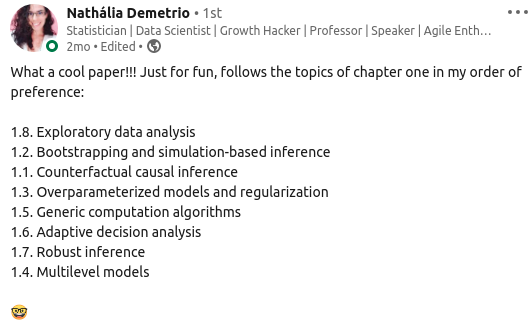 Nathália Demetrio • 1st
Statistician | Data Scientist | Growth Hacker | Professor | Speaker | Agile Enth…
2mo • Edited •
What a cool paper!!! Just for fun, follows the topics of chapter one in my order of
preference:
1.8. Exploratory data analysis
1.2. Bootstrapping and simulation-based inference
1.1. Counterfactual causal inference
1.3. Overparameterized models and regularization
1.5. Generic computation algorithms
1.6. Adaptive decision analysis
1.7. Robust inference
1.4. Multilevel models